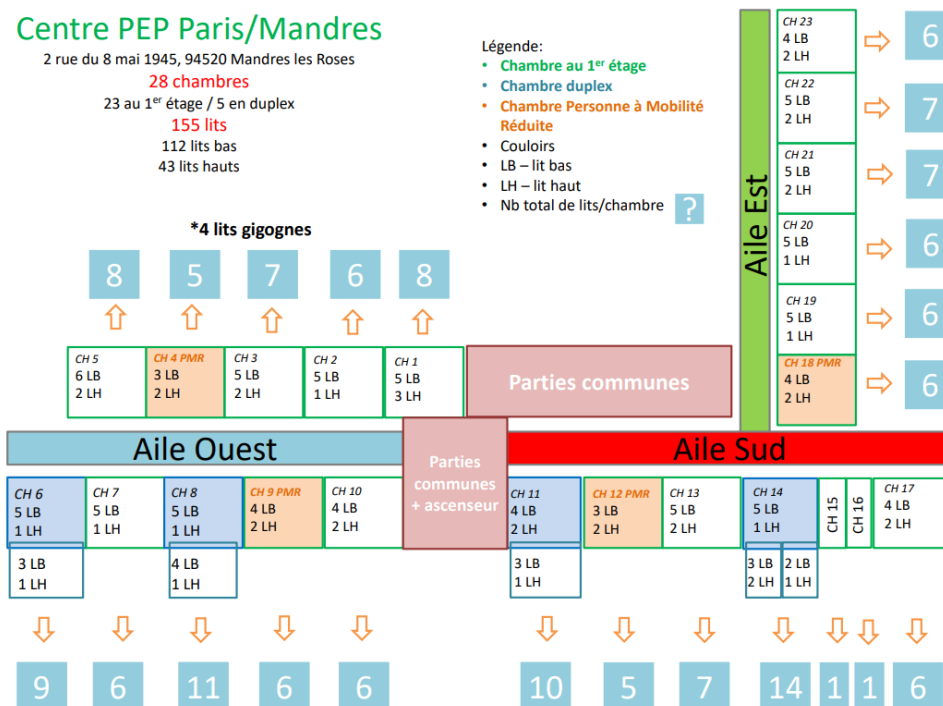 Centre PEP Paris/Mandres
2 rue du 8 mai 1945, 94520 Mandres les Roses
28 chambres
23 au 1er étage / 5 en duplex
155 lits
112 lits bas
43 lits hauts
*4 lits gigognes
Légende:
• Chambre au 1er étage
• Chambre duplex
• Chambre Personne à Mobilité
Réduite
• Couloirs
• LB – lit bas
• LH – lit haut
• Nb total de lits/chambre ?
CH 23
4 LB
2 LH
6
CH 22
5 LB
2 LH
7
CH 21
5 LB
2 LH
7
CH 20
5 LB
1 LH
6
CH 19
5 LB
1 LH
6
CH 18 PMR
4 LB
2 LH
6
Aile Est
8 5 7 6 8
CH 5
6 LB
2 LH
CH 4 PMR
3 LB
2 LH
CH 3
5 LB
2 LH
CH 2
5 LB
1 LH
CH 1
5 LB
3 LH
Parties communes
Aile Ouest
Parties
communes
+ ascenseur
Aile Sud
CH 6
5 LB
1 LH
3 LB
1 LH
CH 7
5 LB
1 LH
CH 8
5 LB
1 LH
4 LB
1 LH
CH 9 PMR
4 LB
2 LH
CH 10
4 LB
2 LH
CH 11
4 LB
2 LH
3 LB
1 LH
CH 12 PMR
3 LB
2 LH
CH 13
5 LB
2 LH
CH 14
5 LB
1 LH
3 LB
2 LH
2 LB
1 LH
CH 15
CH 16
CH 17
4 LB
2 LH
9 6 11 6 6 10 5 7 14 1 1 6